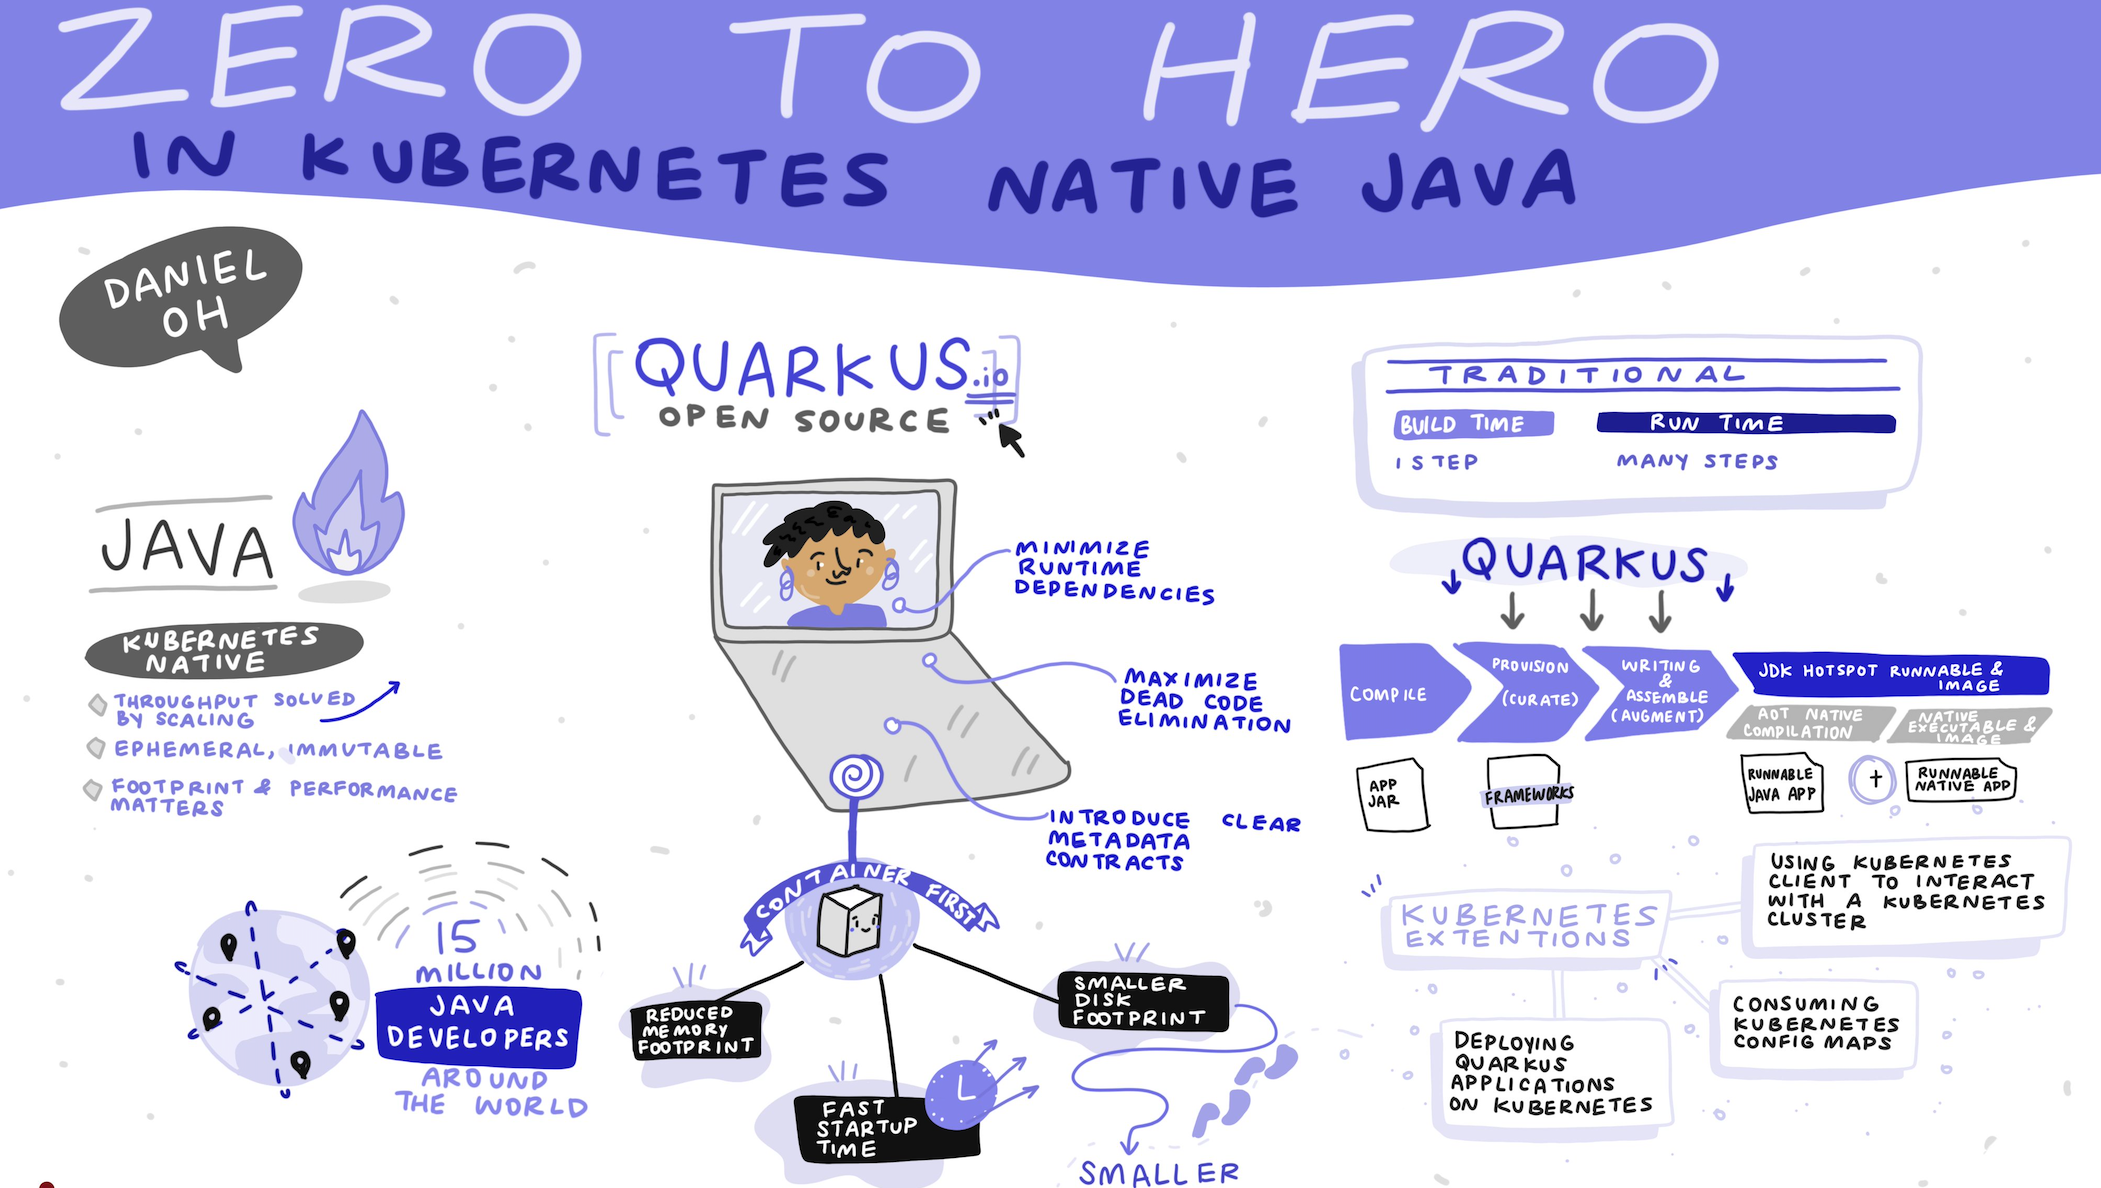 ZERO TO HERO
IN KUBERNETES NATIVE JAVA
DANIEL
OH
JAVA
KUBERNETES
NATIVE
THROUGHPUT SOLVED
BY SCALING
EPHEMERAL, IMMUTABLE
FOOTPRINT & PERFORMANCE
MATTERS
15
MILLION
JAVA
DEVELOPERS
AROUND
THE WORLD
QUARKUS.io
OPEN SOURCE
MINIMIZE
RUNTIME
DEPENDENCIES
MAXIMIZE
DEAD CODE
ELIMINATION
INTRODUCE CLEAR
METADATA
CONTRACTS
CONTAINER FIRST
REDUCED
MEMORY
FOOTPRINT
FAST
STARTUP
TIME
SMALLER
DISK
FOOTPRINT
SMALLER
TRADITIONAL
BUILD TIME
RUN TIME
1 STEP
MANY STEPS
QUARKUS
COMPILE
PROVISION
(CURATE)
WRITING
&
ASSEMBLE
(AUGMENT)
JDK HOTSPOT RUNNABLE &
IMAGE
AOT NATIVE
COMPILATION
NATIVE
EXECUTABLE &
IMAGE
APP
JAR
FRAMEWORKS
RUNNABLE
JAVA APP
+
RUNNABLE
NATIVE APP
KUBERNETES
EXTENTIONS
USING KUBERNETES
CLIENT TO INTERACT
WITH A KUBERNETES
CLUSTER
CONSUMING
KUBERNETES
CONFIG MAPS
DEPLOYING
QUARKUS
APPLICATIONS
ON KUBERNETES